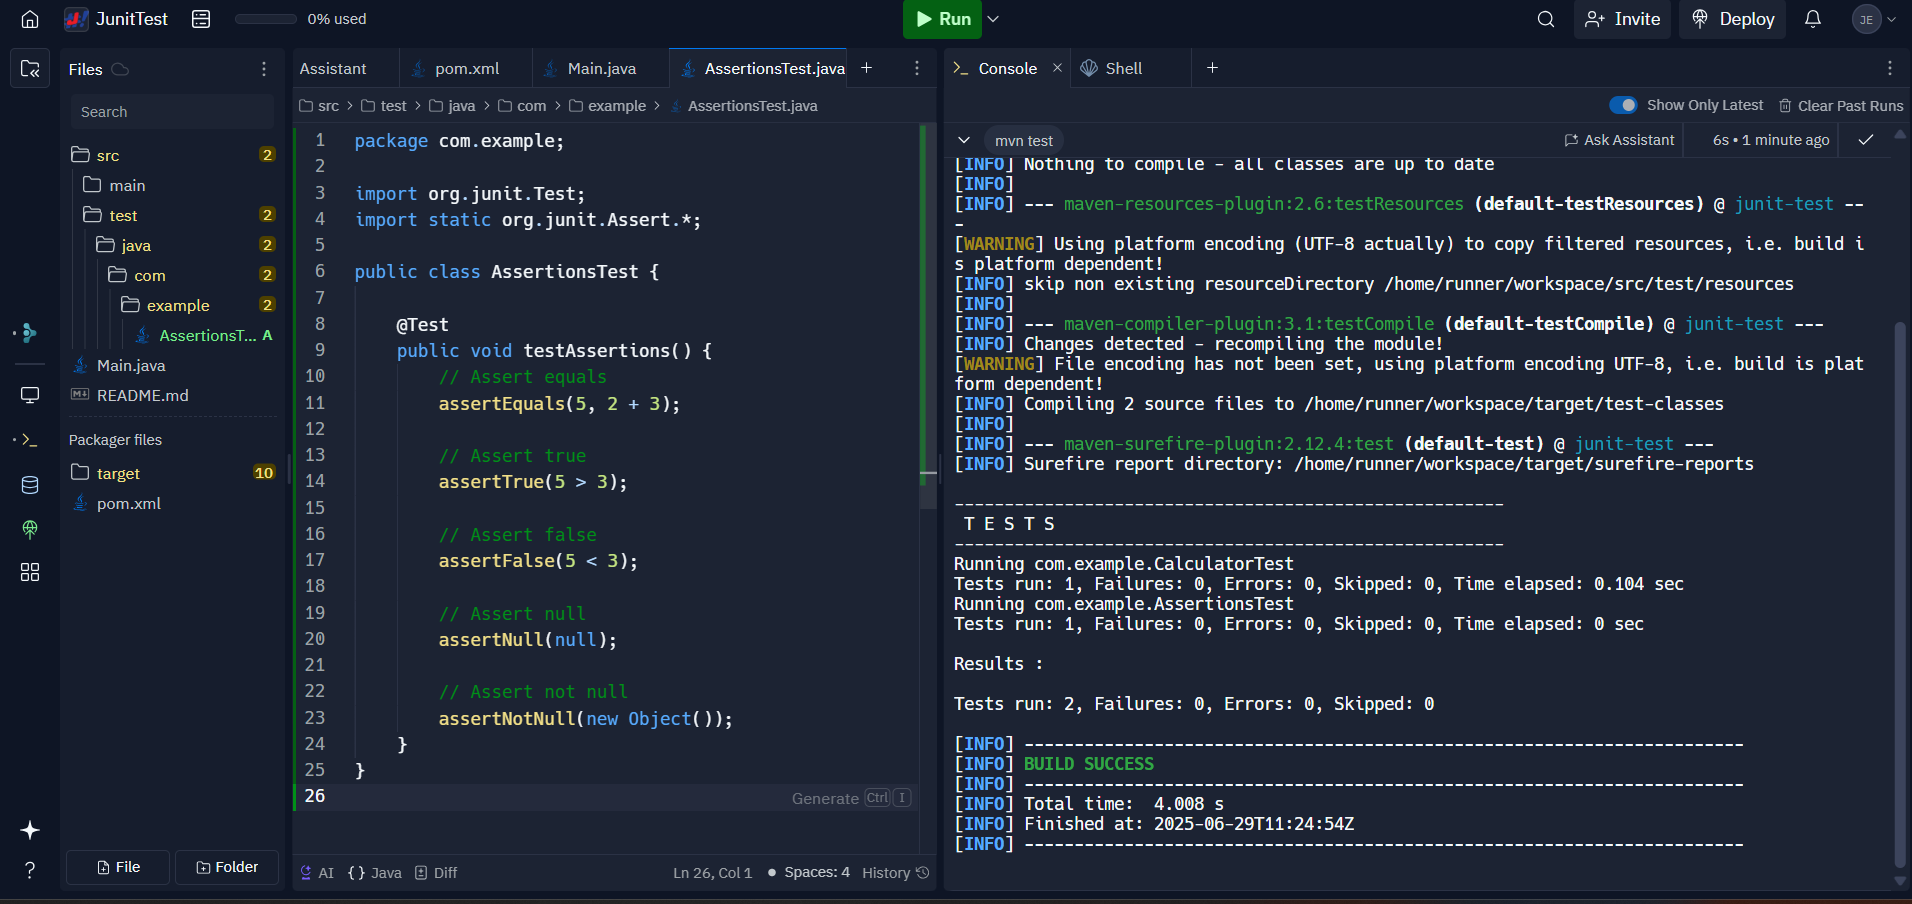 JunitTest
0% used
Run
Invite
Deploy
JE
Files
Search
src 2
main
test 2
java 2
com 2
example 2
AssertionsT... A
Main.java
README.md
Packager files
target 10
pom.xml
File
Folder
Assistant
pom.xml
Main.java
AssertionsTest.java
src > test > java > com > example > AssertionsTest.java
1 package com.example;
2
3 import org.junit.Test;
4 import static org.junit.Assert.*;
5
6 public class AssertionsTest {
7
8 @Test
9 public void testAssertions() {
10 // Assert equals
11 assertEquals(5, 2 + 3);
12
13 // Assert true
14 assertTrue(5 > 3);
15
16 // Assert false
17 assertFalse(5 < 3);
18
19 // Assert null
20 assertNull(null);
21
22 // Assert not null
23 assertNotNull(new Object());
24 }
25 }
26
Generate Ctrl I
AI
{} Java
Diff
Ln 26, Col 1
Spaces: 4
History
Console
Shell
Show Only Latest
Clear Past Runs
mvn test
Ask Assistant
6s • 1 minute ago
[INFO] Nothing to compile - all classes are up to date
[INFO]
[INFO] --- maven-resources-plugin:2.6:testResources (default-testResources) @ junit-test --
-
[WARNING] Using platform encoding (UTF-8 actually) to copy filtered resources, i.e. build i
s platform dependent!
[INFO] skip non existing resourceDirectory /home/runner/workspace/src/test/resources
[INFO]
[INFO] --- maven-compiler-plugin:3.1:testCompile (default-testCompile) @ junit-test ---
[INFO] Changes detected - recompiling the module!
[WARNING] File encoding has not been set, using platform encoding UTF-8, i.e. build is plat
form dependent!
[INFO] Compiling 2 source files to /home/runner/workspace/target/test-classes
[INFO]
[INFO] --- maven-surefire-plugin:2.12.4:test (default-test) @ junit-test ---
[INFO] Surefire report directory: /home/runner/workspace/target/surefire-reports
-------------------------------------------------------
T E S T S
-------------------------------------------------------
Running com.example.CalculatorTest
Tests run: 1, Failures: 0, Errors: 0, Skipped: 0, Time elapsed: 0.104 sec
Running com.example.AssertionsTest
Tests run: 1, Failures: 0, Errors: 0, Skipped: 0, Time elapsed: 0 sec
Results :
Tests run: 2, Failures: 0, Errors: 0, Skipped: 0
[INFO] ------------------------------------------------------------------------
[INFO] BUILD SUCCESS
[INFO] ------------------------------------------------------------------------
[INFO] Total time:  4.008 s
[INFO] Finished at: 2025-06-29T11:24:54Z
[INFO] ------------------------------------------------------------------------